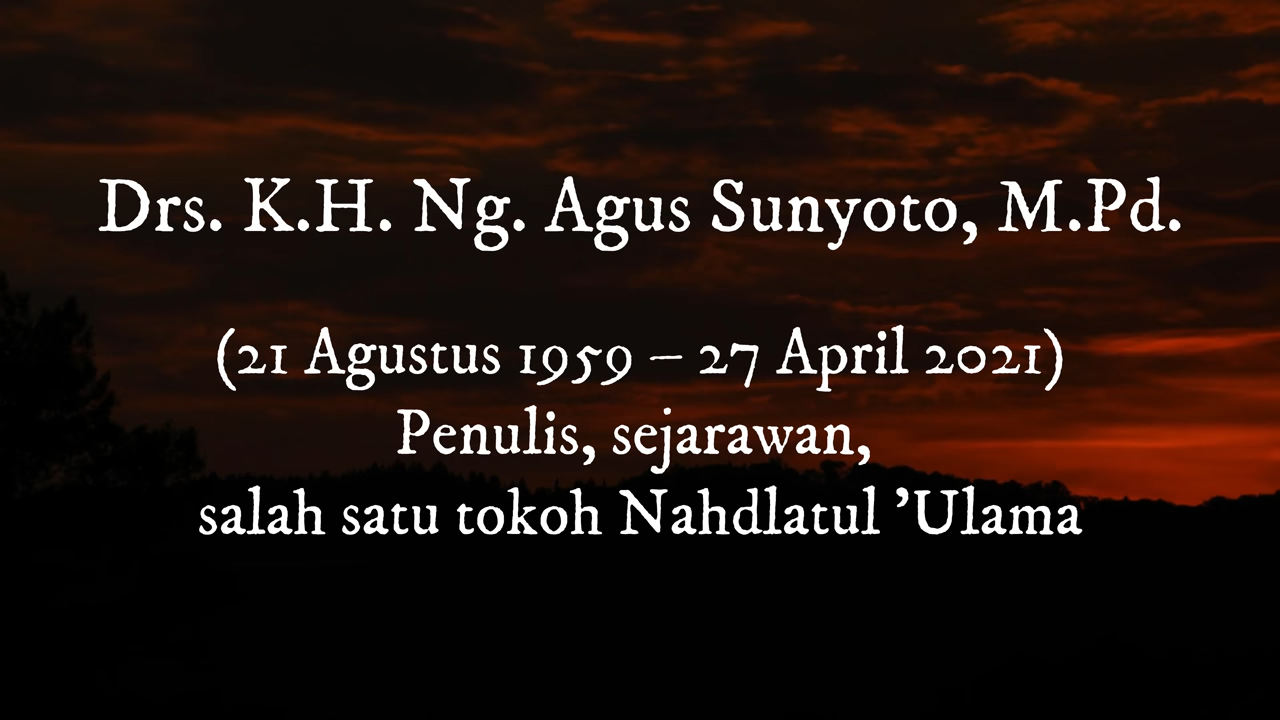 Drs. K.H. Ng. Agus Sunyoto, M.Pd.
(21 Agustus 1959 – 27 April 2021)
Penulis, sejarawan,
salah satu tokoh Nahdlatul ’Ulama